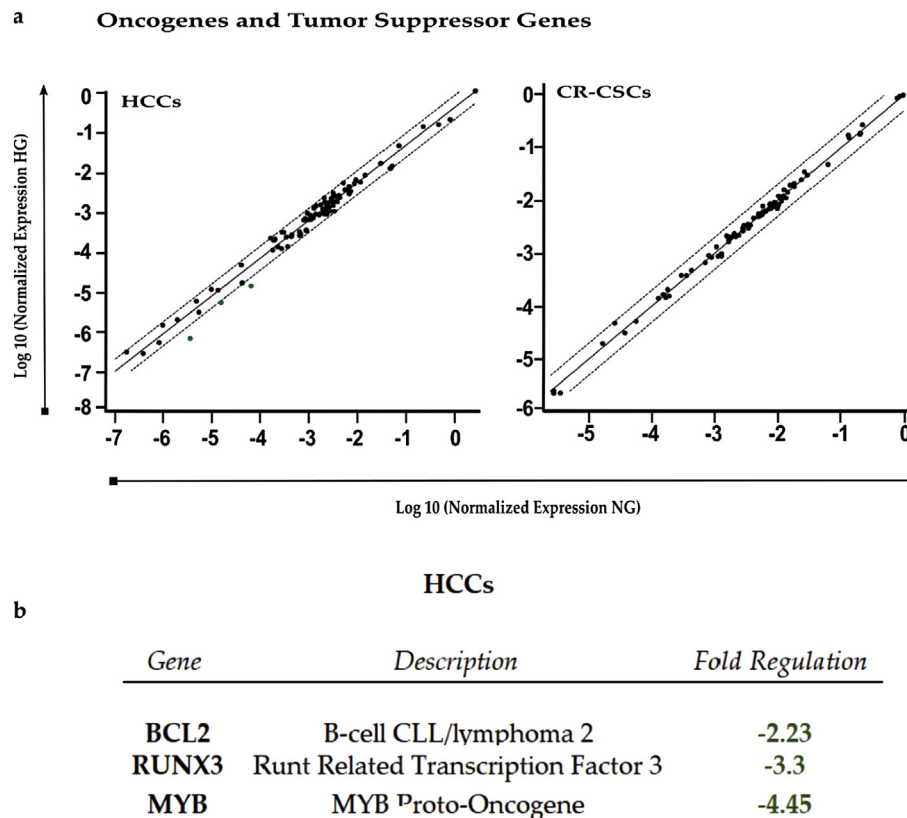 a
Oncogenes and Tumor Suppressor Genes
Log 10 (Normalized Expression HG)
HCCs
0
-1
-2
-3
-4
-5
-6
-7
-8
-7 -6 -5 -4 -3 -2 -1 0
CR-CSCs
0
-1
-2
-3
-4
-5
-6
-5 -4 -3 -2 -1 0
Log 10 (Normalized Expression NG)
HCCs
b
Gene Description Fold Regulation
BCL2 B-cell CLL/lymphoma 2 -2.23
RUNX3 Runt Related Transcription Factor 3 -3.3
MYB MYB Proto-Oncogene -4.45